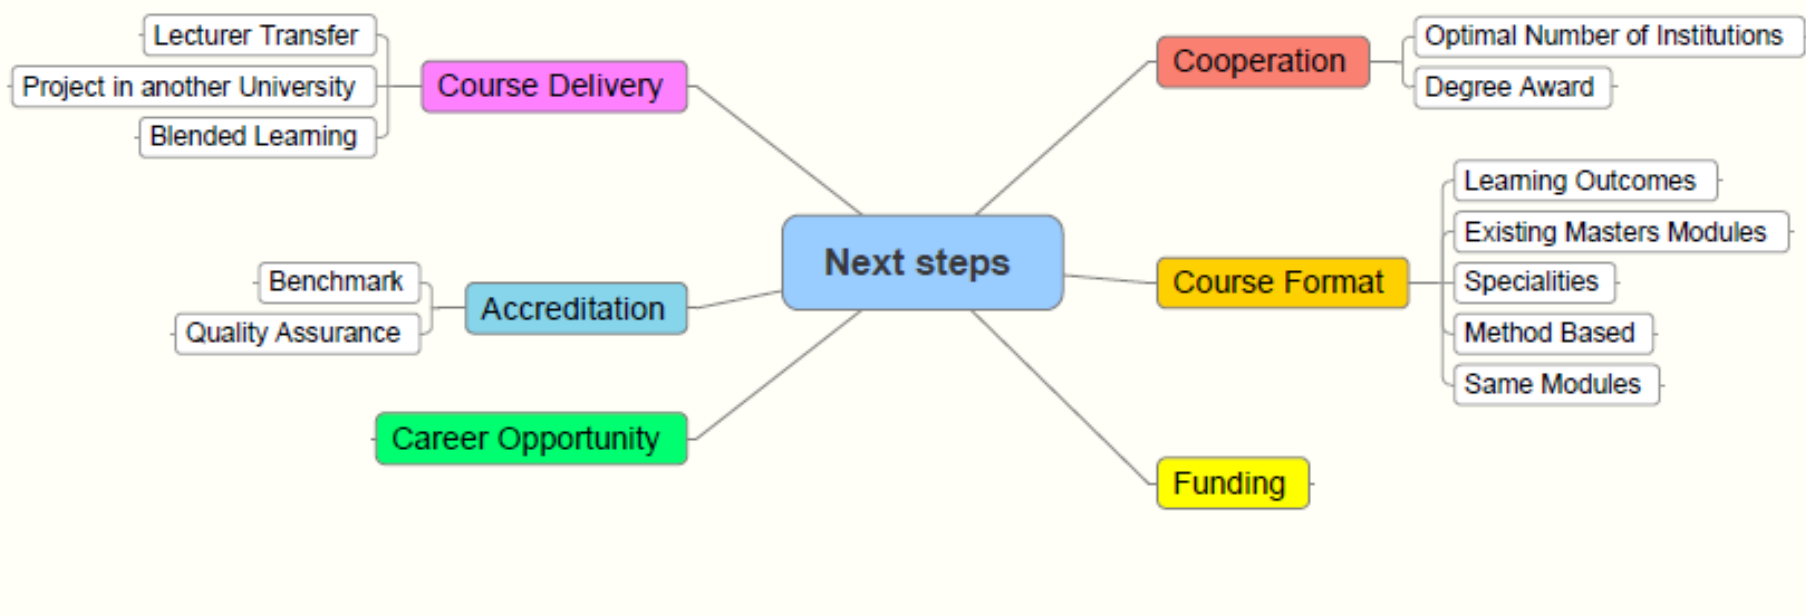 Lecturer Transfer
Project in another University
Blended Learning
Course Delivery
Benchmark
Quality Assurance
Accreditation
Career Opportunity
Next steps
Cooperation
Optimal Number of Institutions
Degree Award
Course Format
Learning Outcomes
Existing Masters Modules
Specialities
Method Based
Same Modules
Funding